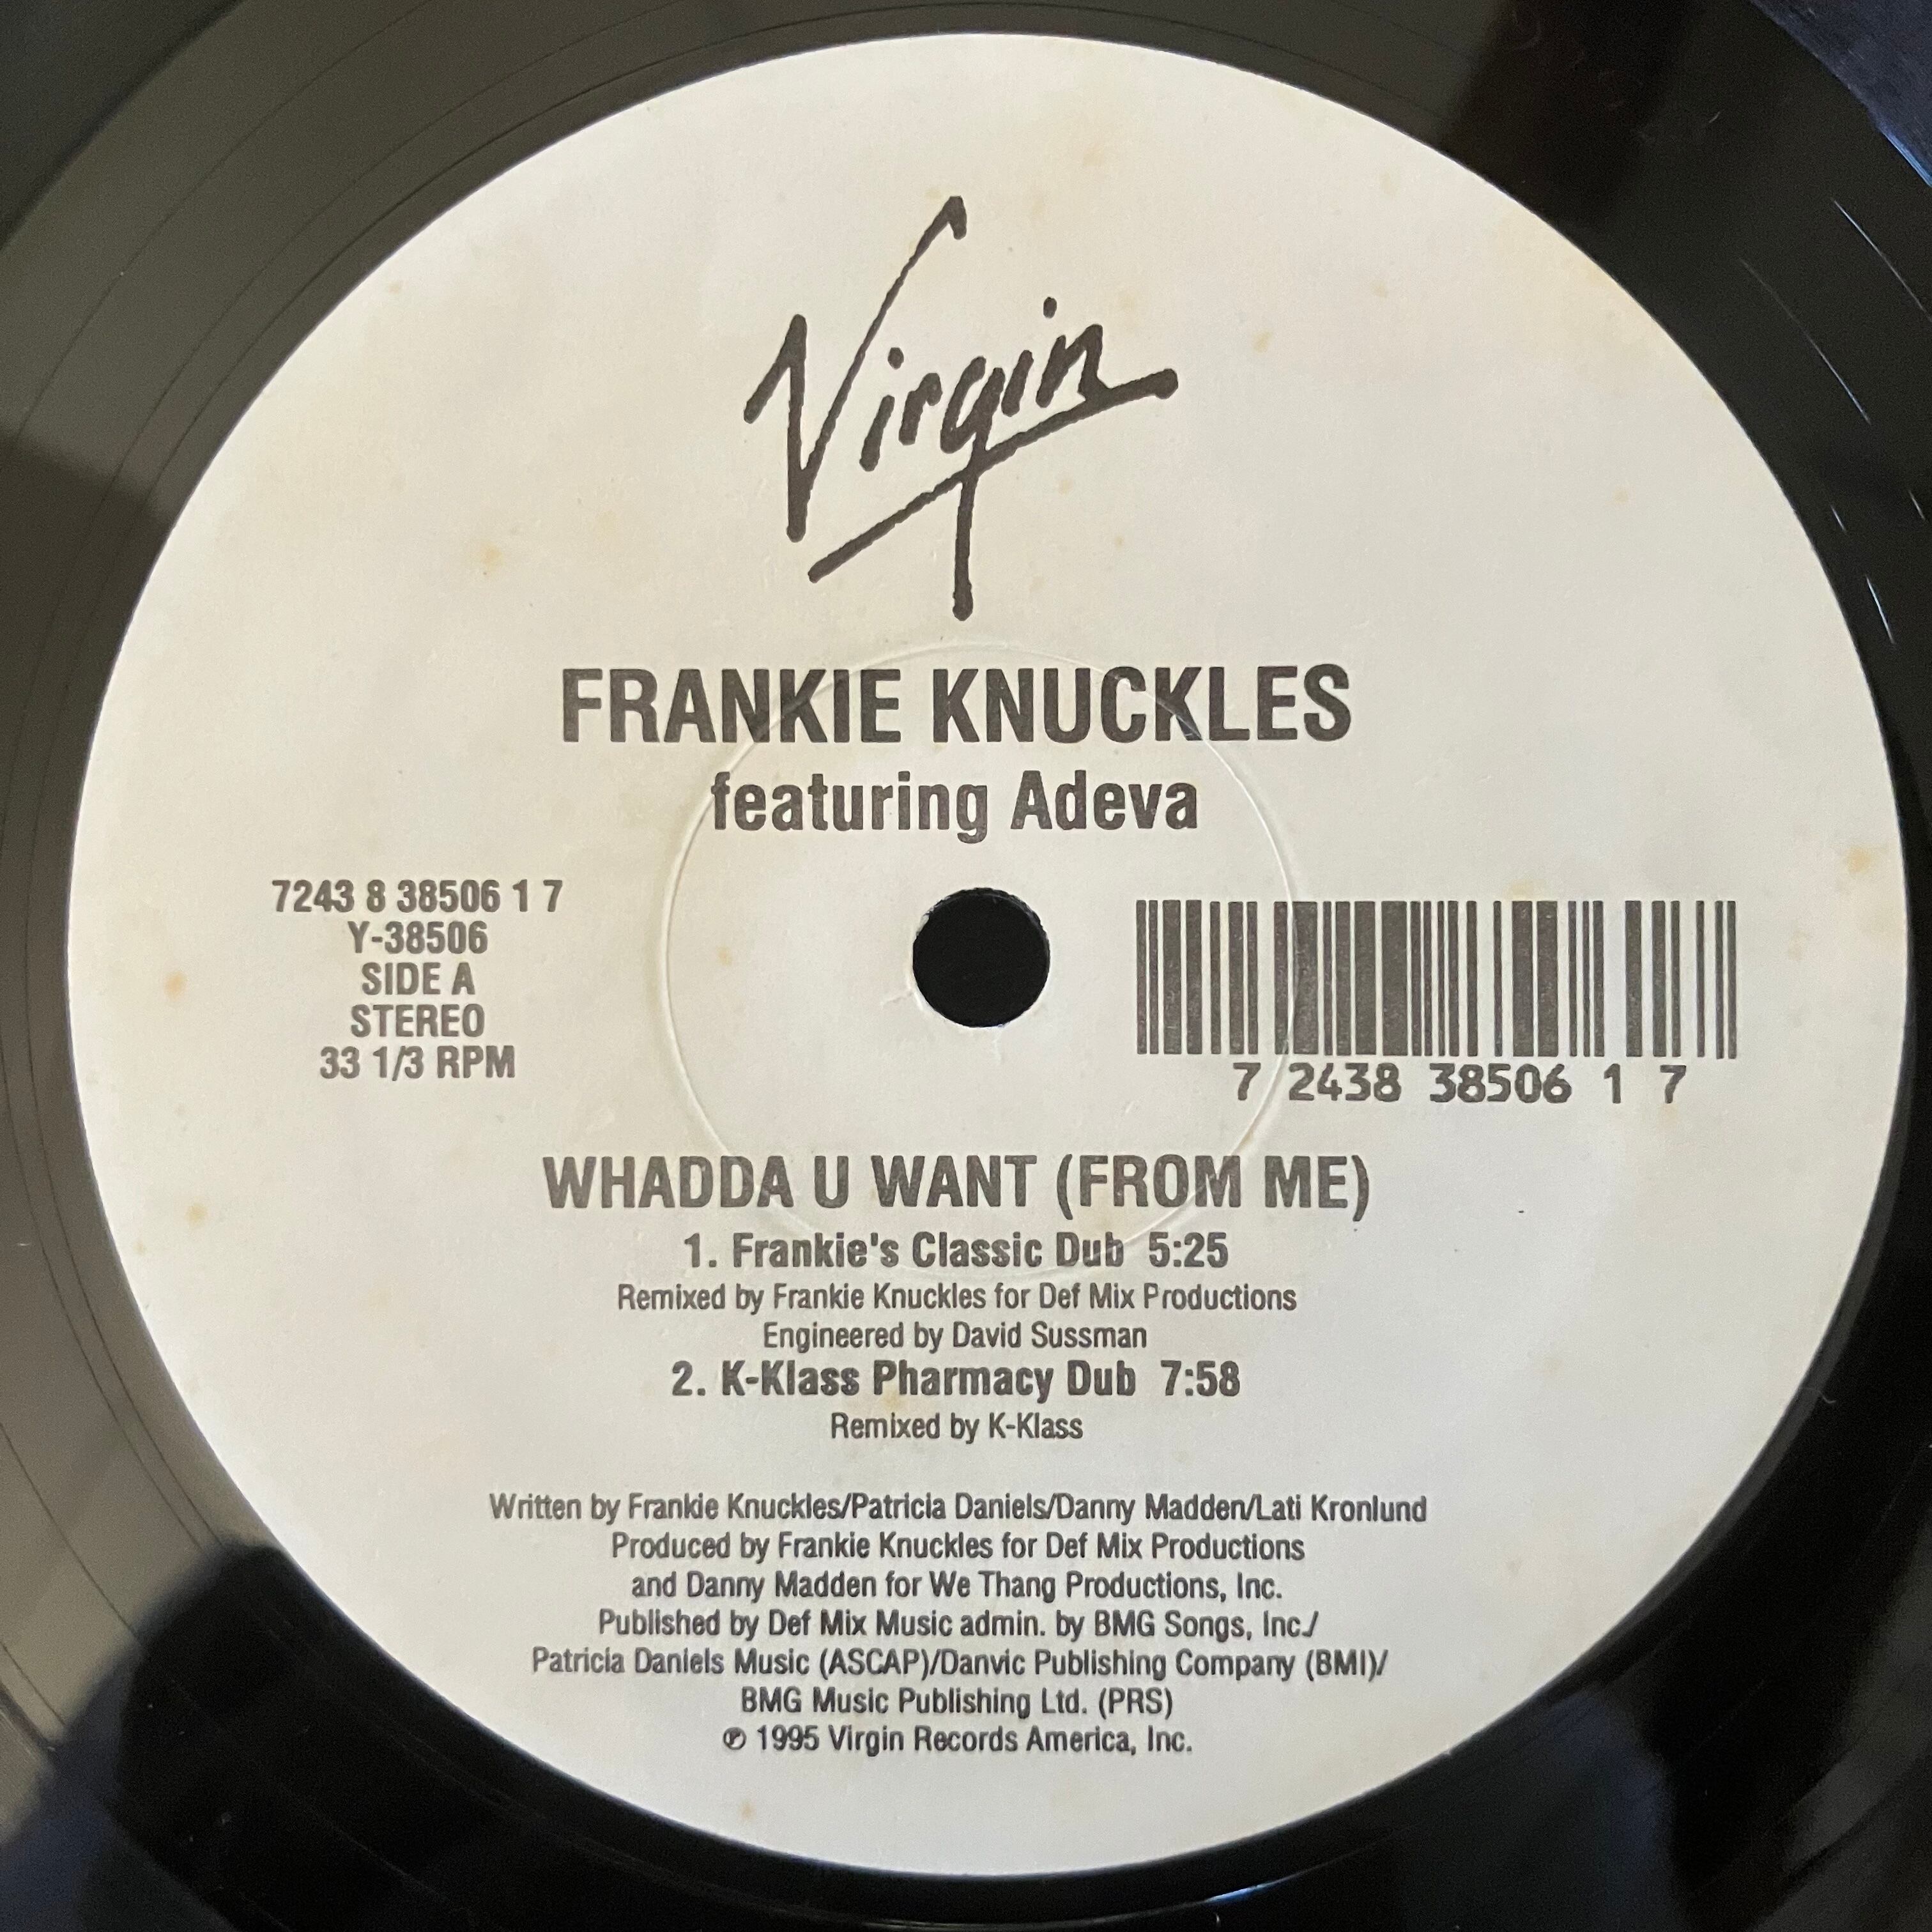 Virgin
FRANKIE KNUCKLES
featuring Adeva
7243 8 38506 1 7
Y-38506
SIDE A
STEREO
33 1/3 RPM
7 2438 38506 1 7
WHADDA U WANT (FROM ME)
1. Frankie's Classic Dub 5:25
Remixed by Frankie Knuckles for Def Mix Productions
Engineered by David Sussman
2. K-Klass Pharmacy Dub 7:58
Remixed by K-Klass
Written by Frankie Knuckles/Patricia Daniels/Danny Madden/Lati Kronlund
Produced by Frankie Knuckles for Def Mix Productions
and Danny Madden for We Thang Productions, Inc.
Published by Def Mix Music admin. by BMG Songs, Inc./
Patricia Daniels Music (ASCAP)/Danvic Publishing Company (BMI)/
BMG Music Publishing Ltd. (PRS)
℗ 1995 Virgin Records America, Inc.